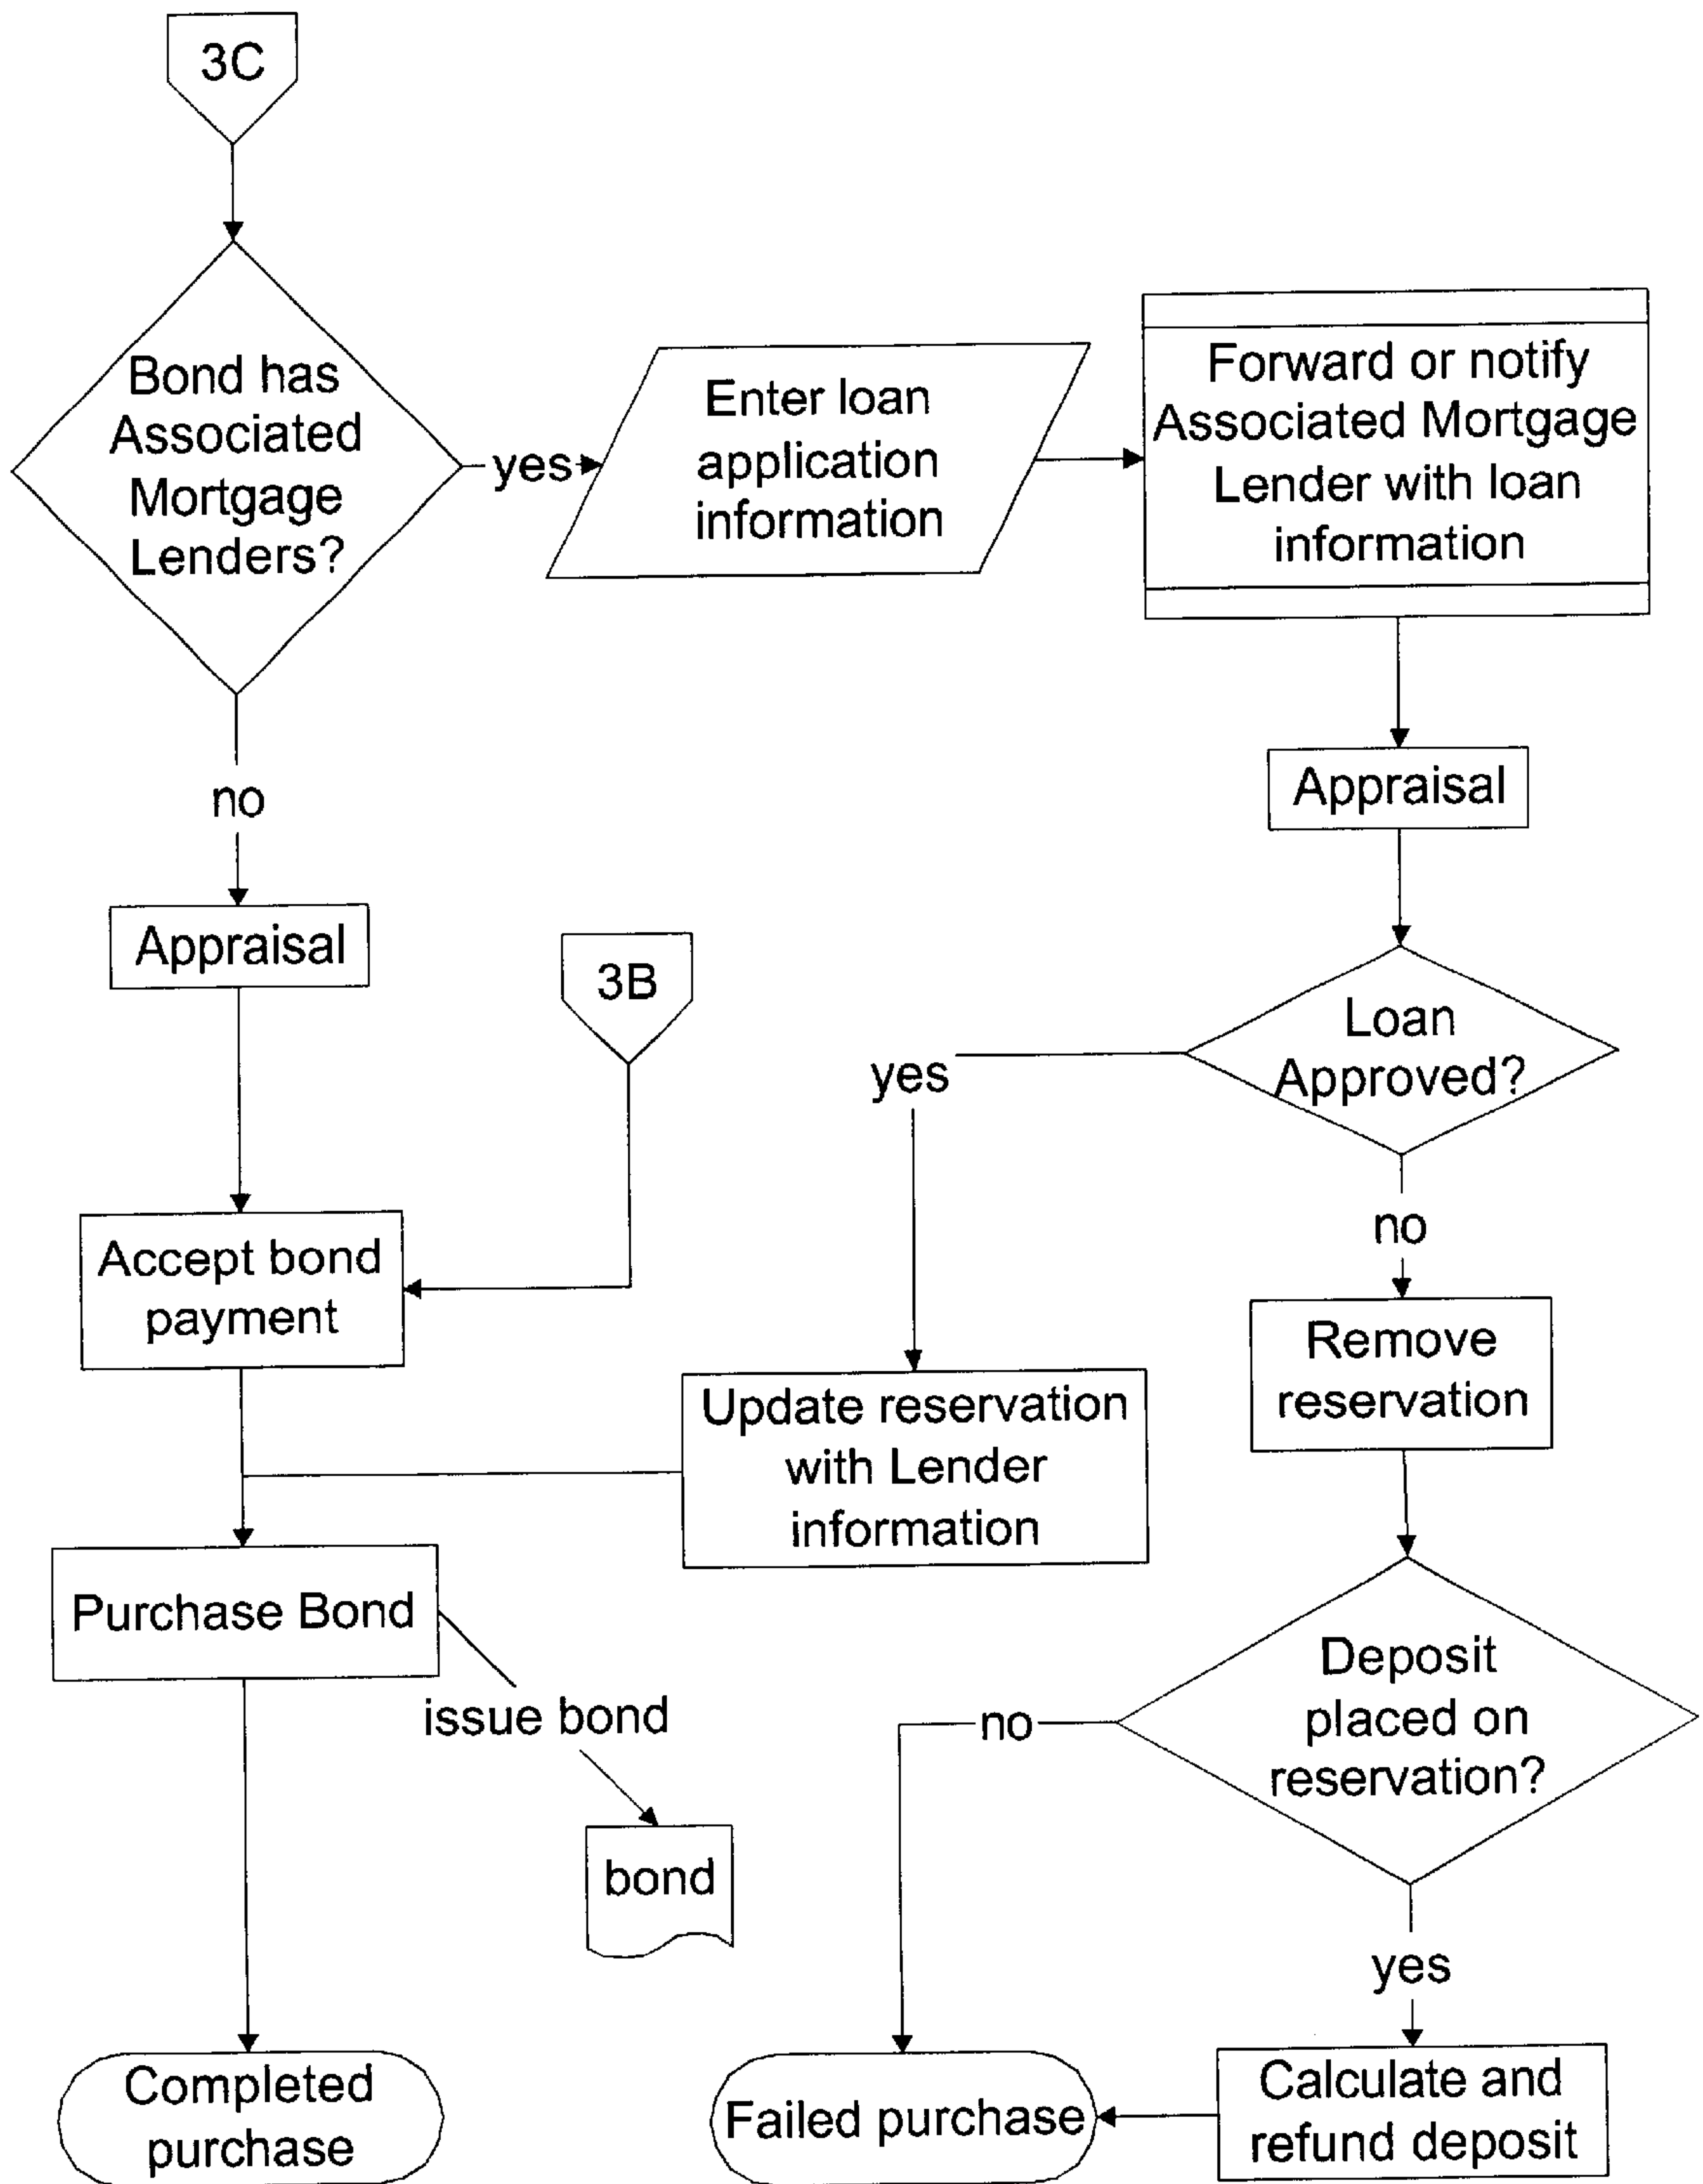 3C
Bond has
Associated
Mortgage
Lenders?
yes
Enter loan
application
information
Forward or notify
Associated Mortgage
Lender with loan
information
no
Appraisal
Appraisal
3B
Loan
Approved?
yes
no
Accept bond
payment
Remove
reservation
Update reservation
with Lender
information
Purchase Bond
issue bond
bond
Deposit
placed on
reservation?
no
yes
Completed
purchase
Failed purchase
Calculate and
refund deposit